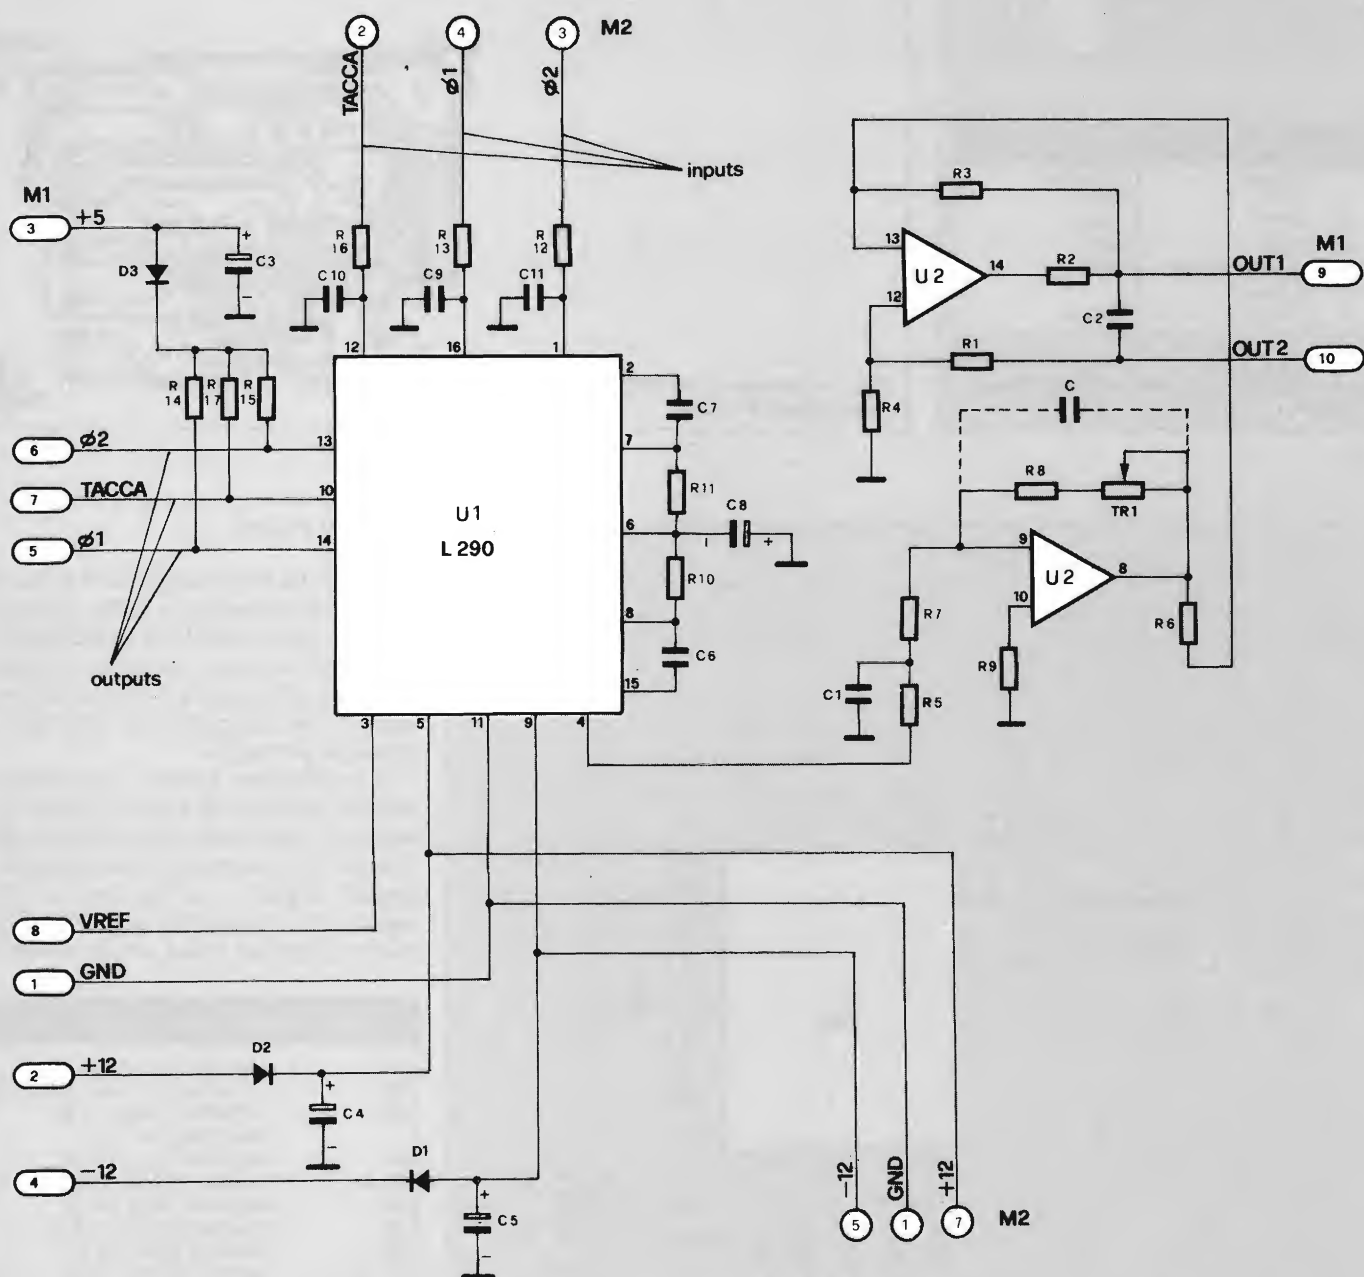 2 4 3 M2
TACCA ø1 ø2
inputs
M1
3 +5
D3 + C3 −
R 16 R 13 R 12
C10 C9 C11
12 16 1
R 14 R 17 R 15
6 ø2 13
7 TACCA 10
5 ø1 14
outputs
U1
L290
2
C7
7
R11
6 − C8 +
R10
8
C6
15
3 5 11 9 4
R3
13
U2 14 R2 OUT1 M1 9
12
C2
R1 OUT2 10
R4
C
R8 TR1
9
U2 8
10
R7 R6
R9
C1 R5
8 VREF
1 GND
2 +12 D2 + C4 −
4 −12 D1 + C5 −
−12 GND +12
5 1 7 M2